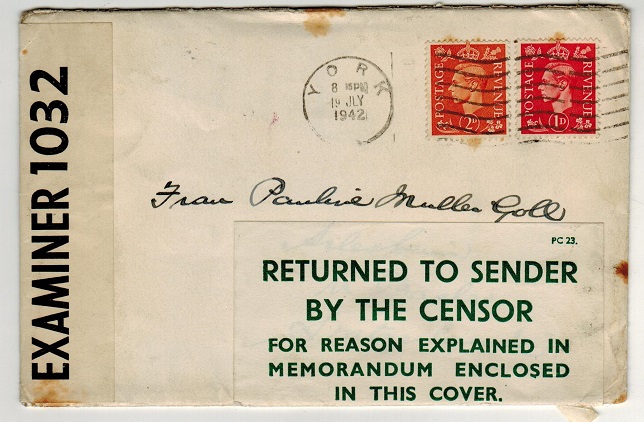 EXAMINER 1032
YORK
8 15PM
19 JLY
1942
POSTAGE REVENUE
2D
POSTAGE REVENUE
1D
Frau Pauline Muller Goll
PC 23.
RETURNED TO SENDER
BY THE CENSOR
FOR REASON EXPLAINED IN
MEMORANDUM ENCLOSED
IN THIS COVER.